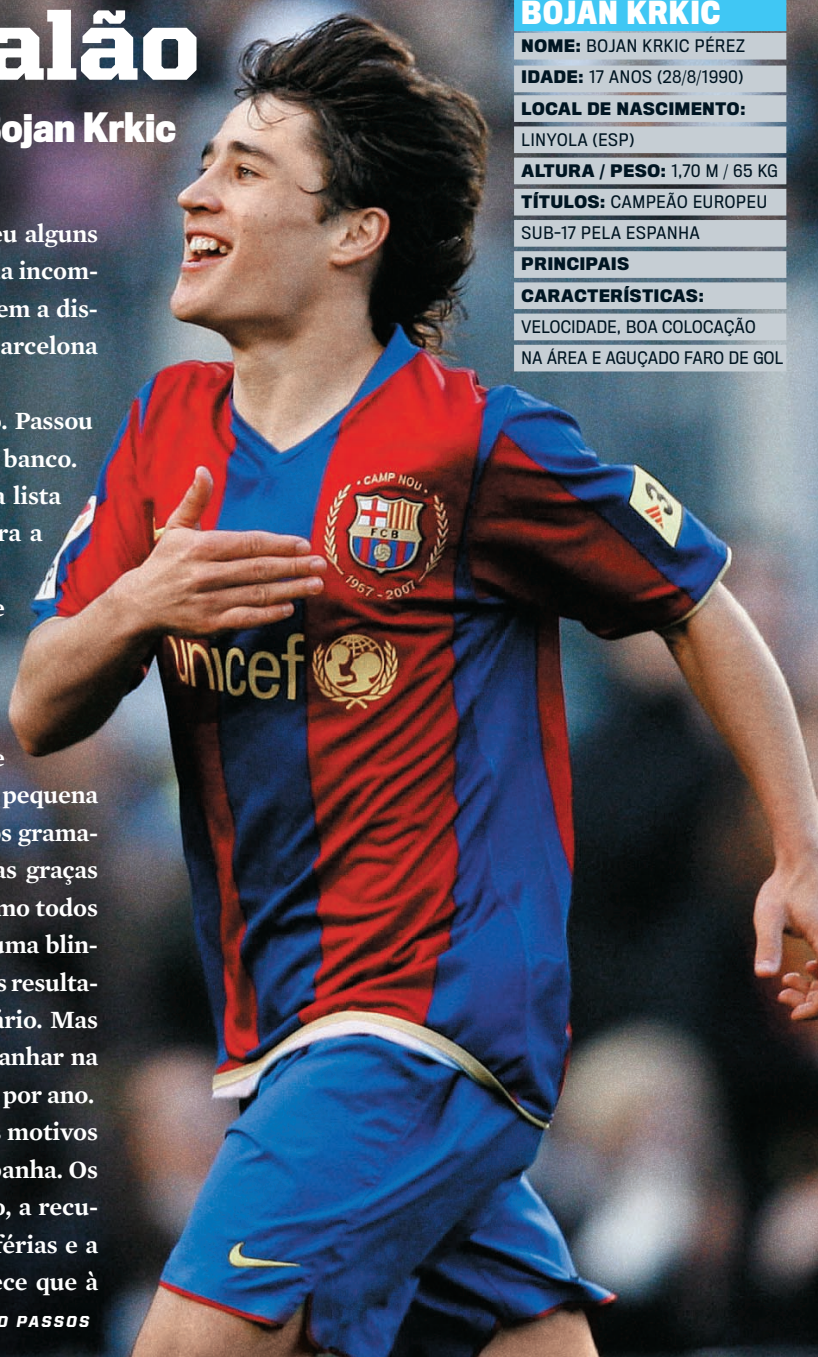 alão
Bojan Krkic
eu alguns
a incom-
em a dis-
arcelona
o. Passou
banco.
a lista
ra a
e
e
pequena
s grama-
as graças
mo todos
uma blin-
s resulta-
ário. Mas
anhar na
por ano.
s motivos
panha. Os
o, a recu-
férias e a
ece que à
O PASSOS
BOJAN KRKIC
NOME: BOJAN KRKIC PÉREZ
IDADE: 17 ANOS (28/8/1990)
LOCAL DE NASCIMENTO:
LINYOLA (ESP)
ALTURA / PESO: 1,70 M / 65 KG
TÍTULOS: CAMPEÃO EUROPEU
SUB-17 PELA ESPANHA
PRINCIPAIS
CARACTERÍSTICAS:
VELOCIDADE, BOA COLOCAÇÃO
NA ÁREA E AGUÇADO FARO DE GOL
· CAMP NOU ·
FCB
1957 - 2007
3
unicef